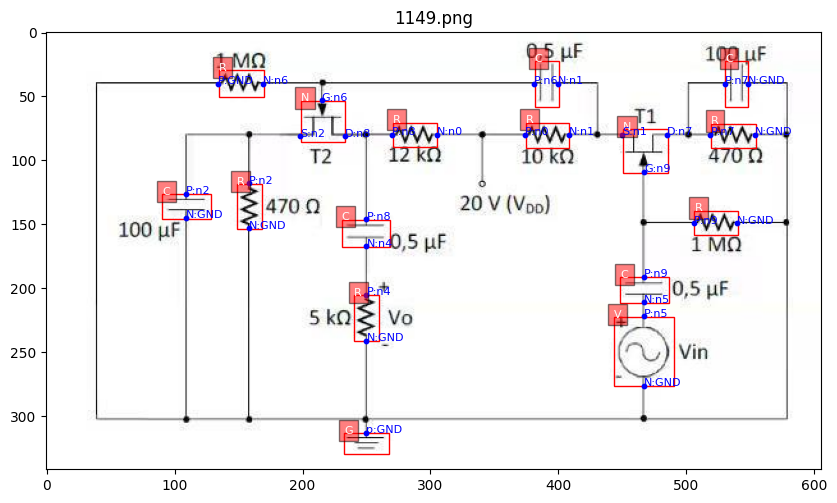 1149.png
1 MΩ
0,5 µF
100 µF
R
C
C
P:GND
N:n6
P:n6
N:n1
P:n7
N:GND
N
G:n6
T1
R
R
N
R
S:n2
D:n8
P:n8
N:n0
P:n0
N:n1
S:n1
D:n7
P:n7
N:GND
T2
12 kΩ
10 kΩ
470 Ω
G:n9
C
P:n2
R
P:n2
470 Ω
20 V (VDD)
R
P:n9
N:GND
N:GND
100 µF
N:GND
C
P:n8
N:n4
0,5 µF
1 MΩ
C
P:n9
N:n5
0,5 µF
R
P:n4
+
5 kΩ
Vo
-
N:GND
V
P:n5
+
Vin
-
N:GND
G
p:GND
0
50
100
150
200
250
300
0
100
200
300
400
500
600